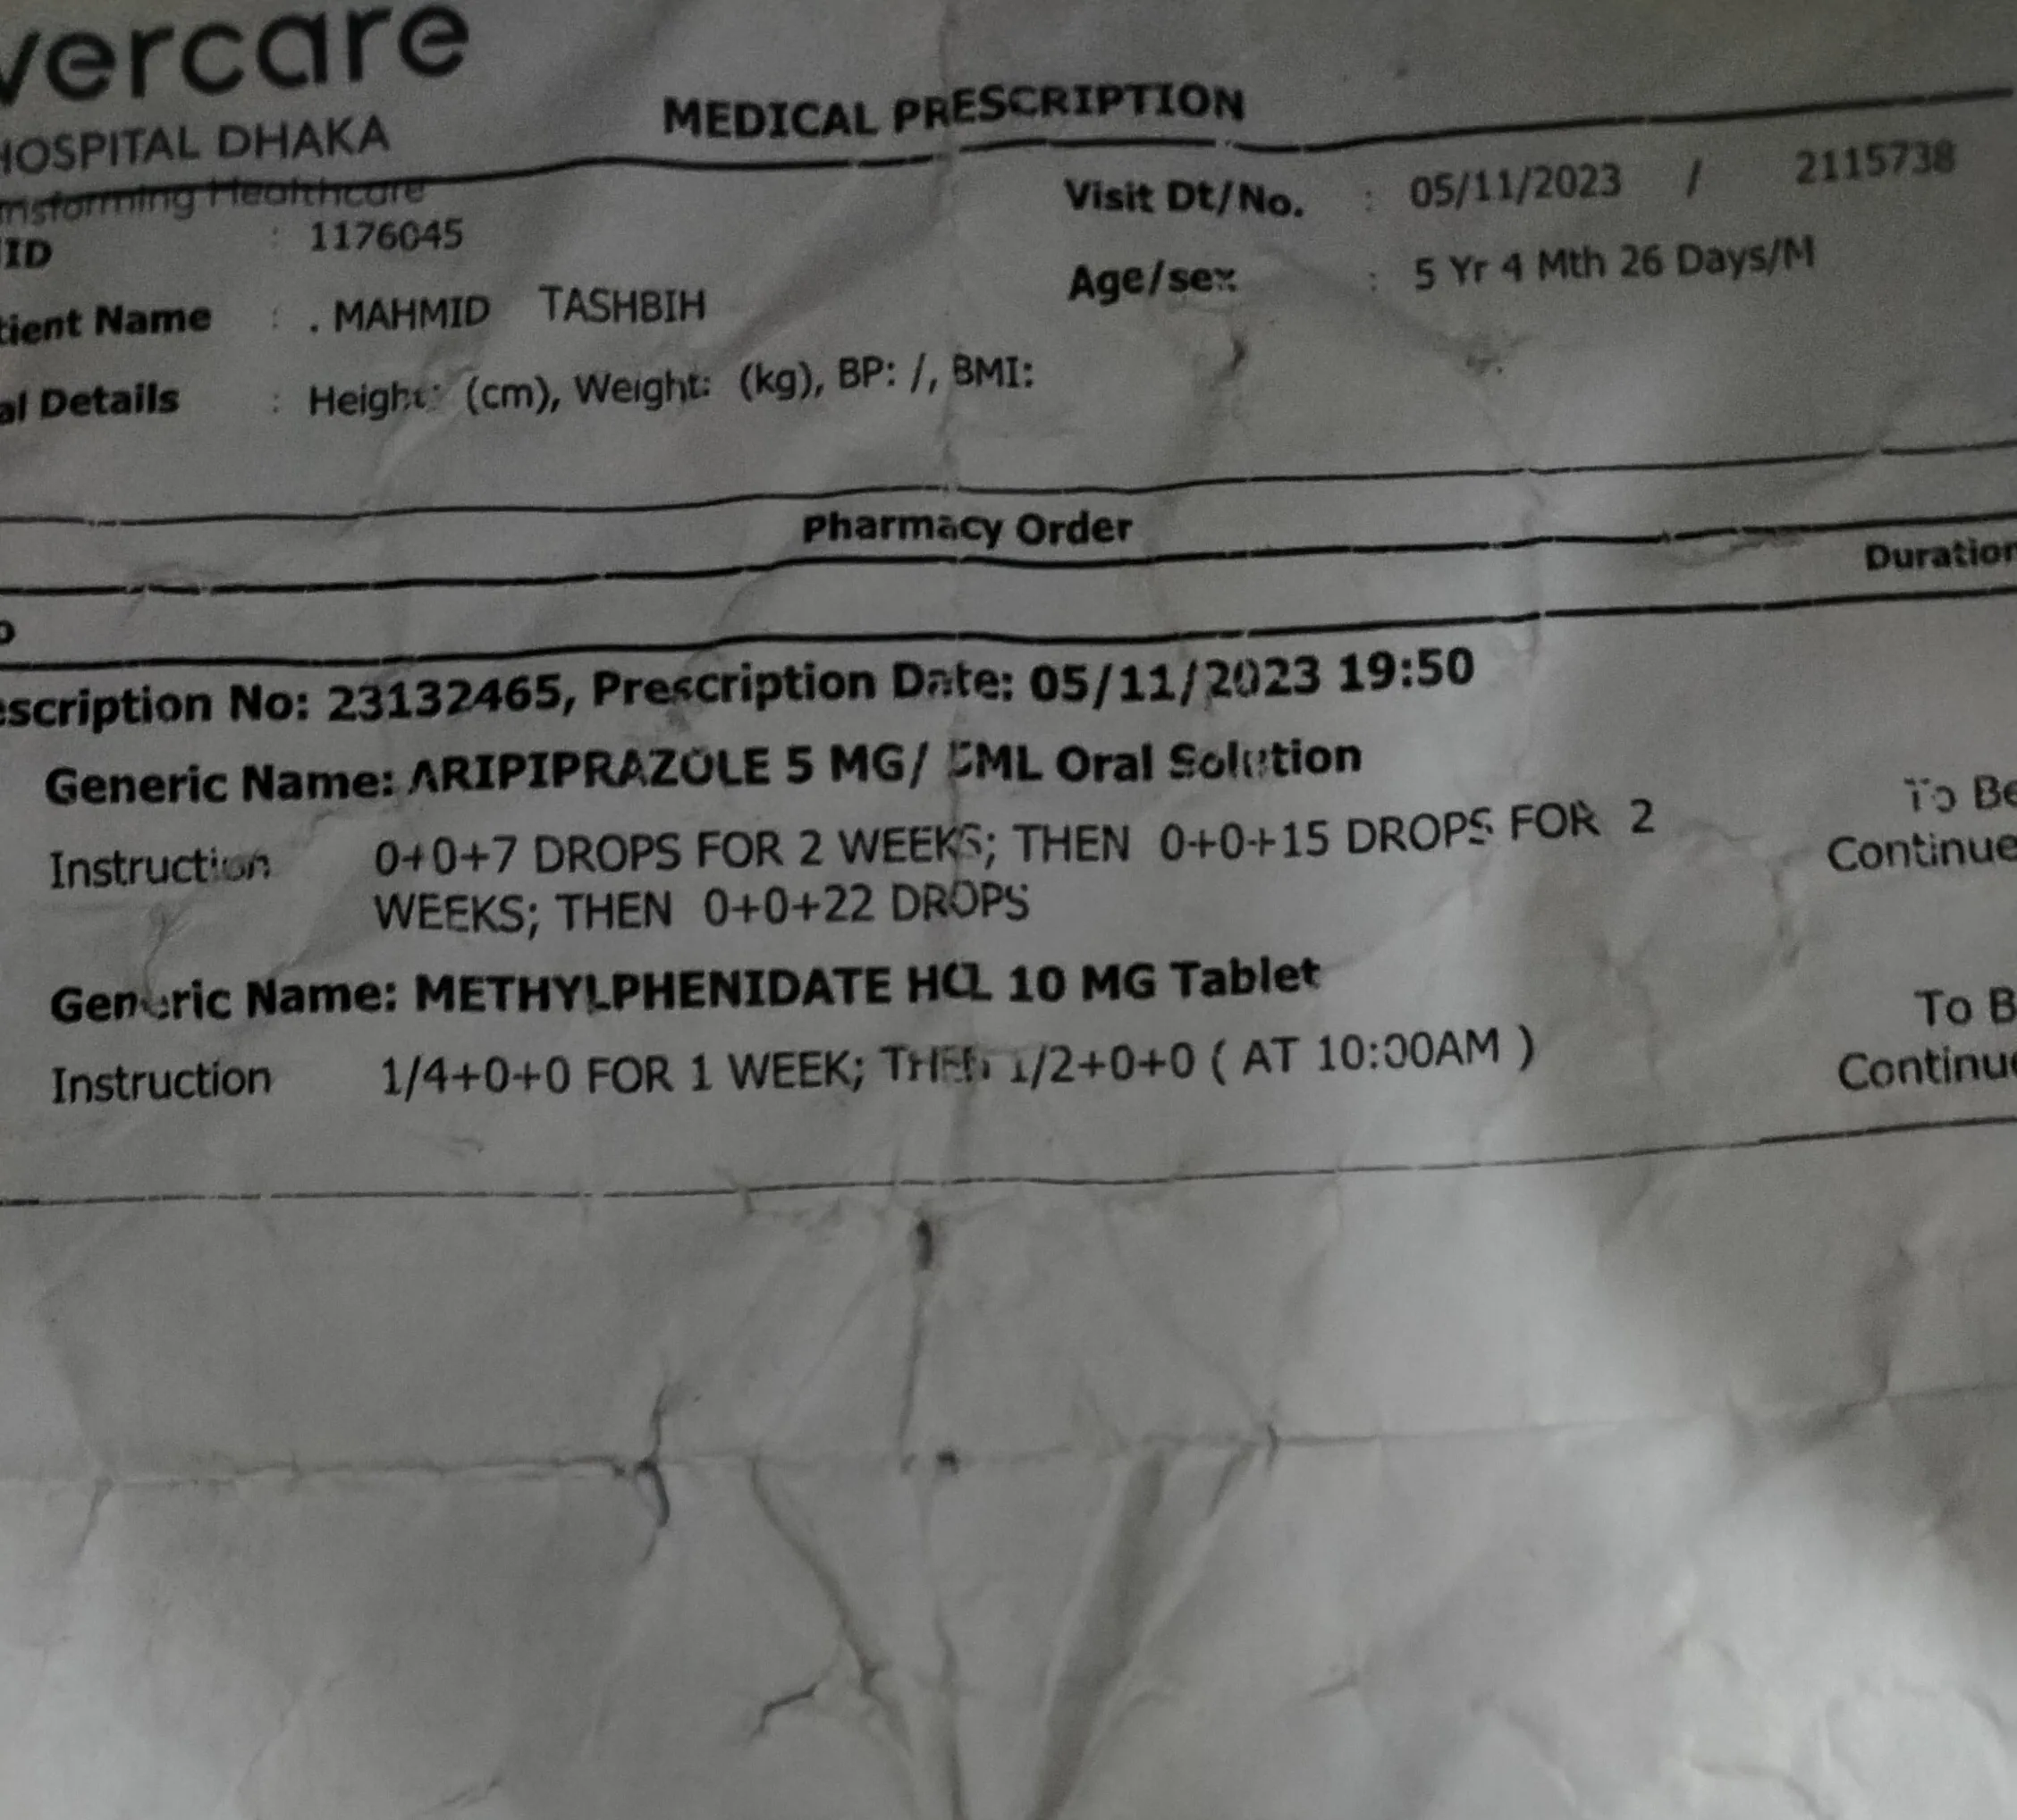 vercare
HOSPITAL DHAKA
MEDICAL PRESCRIPTION
nsforming Healthcare
ID : 1176045
Visit Dt/No. : 05/11/2023 / 2115738
tient Name : . MAHMID TASHBIH
Age/sex : 5 Yr 4 Mth 26 Days/M
al Details : Height: (cm), Weight: (kg), BP: /, BMI:
Pharmacy Order
Duration
o
escription No: 23132465, Prescription Date: 05/11/2023 19:50
Generic Name: ARIPIPRAZOLE 5 MG/ 5ML Oral Solution
Instruction 0+0+7 DROPS FOR 2 WEEKS; THEN 0+0+15 DROPS FOR 2 To Be
WEEKS; THEN 0+0+22 DROPS Continue
Generic Name: METHYLPHENIDATE HCL 10 MG Tablet
Instruction 1/4+0+0 FOR 1 WEEK; THEN 1/2+0+0 ( AT 10:00AM ) To B
Continue